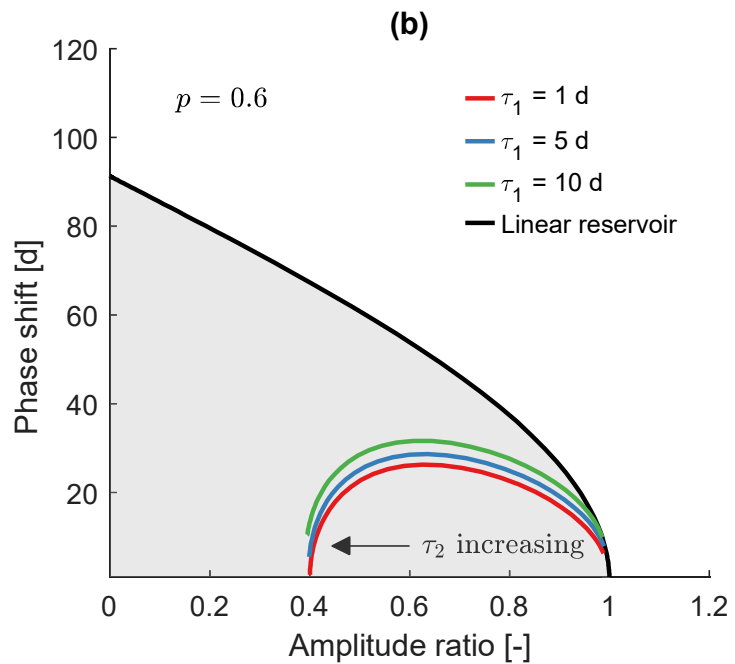 (b)
120
100
80
60
40
20
Phase shift [d]
p = 0.6
τ1 = 1 d
τ1 = 5 d
τ1 = 10 d
Linear reservoir
τ2 increasing
0 0.2 0.4 0.6 0.8 1 1.2
Amplitude ratio [-]